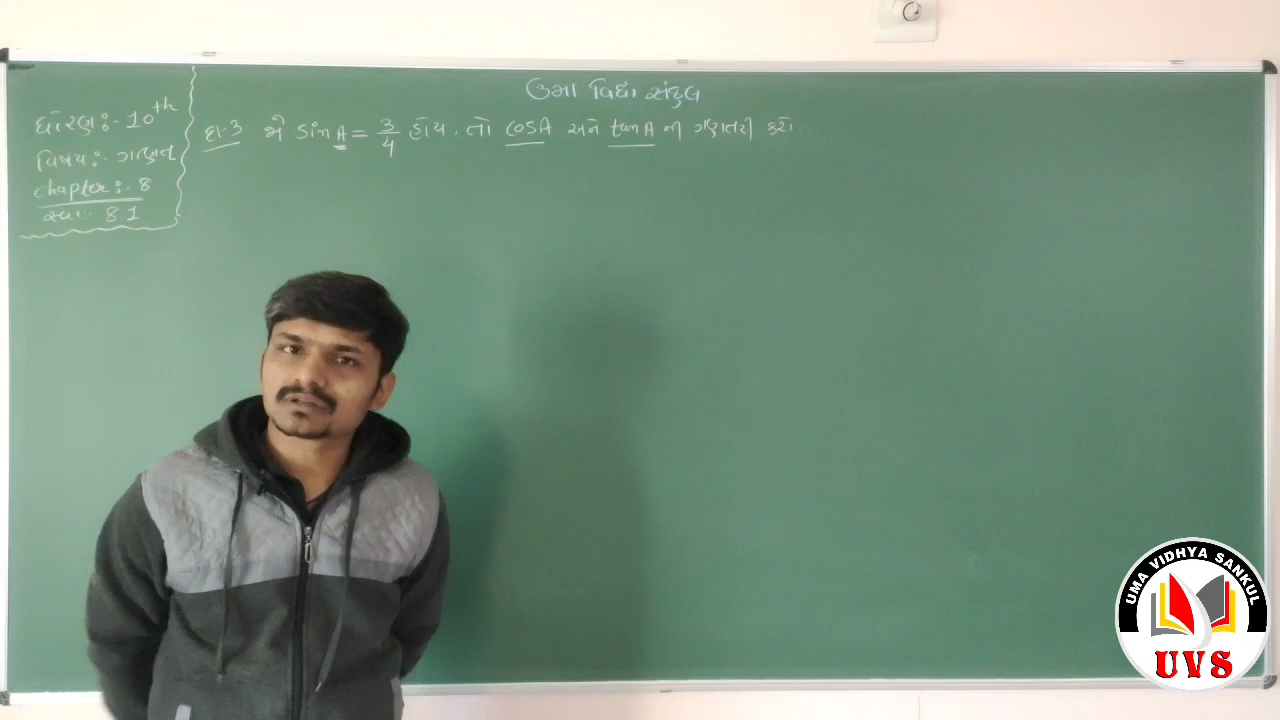 ઉમા વિદ્યા સંકુલ
ધોરણ:- 10th
વિષય:- ગણિત
chapter:- 8
સ્વા:- 8.1
દા-3 જો sin A = 3/4 હોય. તો cosA અને tan A ની ગણતરી કરો.
UMA VIDHYA SANKUL
UVS